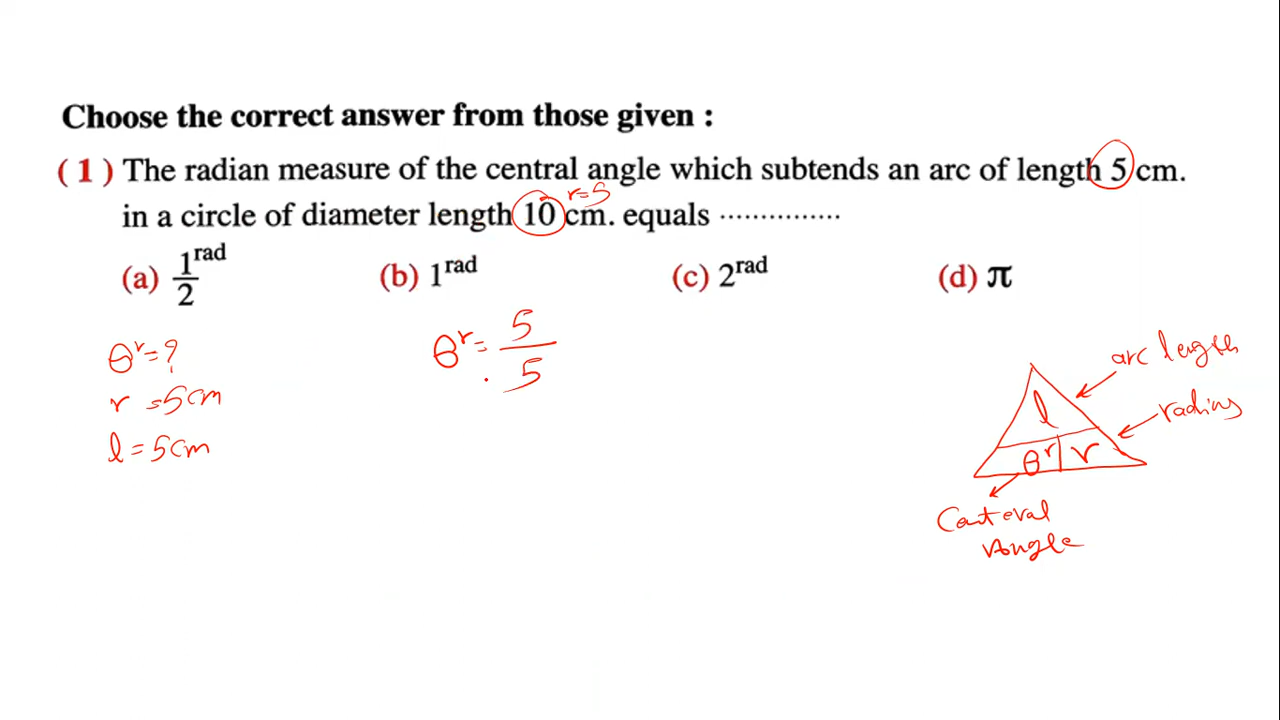 Choose the correct answer from those given :
(1) The radian measure of the central angle which subtends an arc of length 5 cm.
r=5
in a circle of diameter length 10 cm. equals ...............
(a) 1/2 rad (b) 1 rad (c) 2 rad (d) π
θʳ=?
r =5cm
l = 5cm
θʳ= 5/5
arc length
radius
l
θʳ r
Centeral
Angle